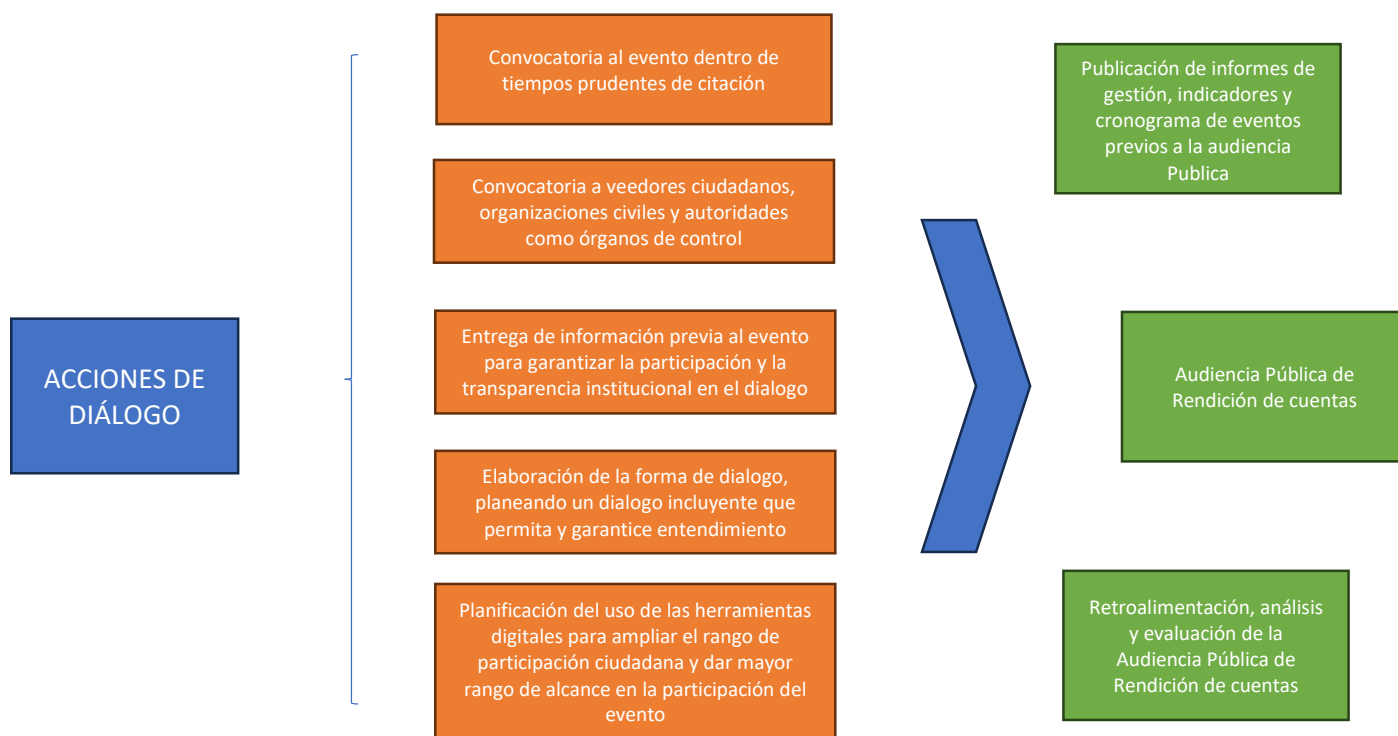 ACCIONES DE
DIÁLOGO
Convocatoria al evento dentro de
tiempos prudentes de citación
Convocatoria a veedores ciudadanos,
organizaciones civiles y autoridades
como órganos de control
Entrega de información previa al evento
para garantizar la participación y la
transparencia institucional en el dialogo
Elaboración de la forma de dialogo,
planeando un dialogo incluyente que
permita y garantice entendimiento
Planificación del uso de las herramientas
digitales para ampliar el rango de
participación ciudadana y dar mayor
rango de alcance en la participación del
evento
Publicación de informes de
gestión, indicadores y
cronograma de eventos
previos a la audiencia
Publica
Audiencia Pública de
Rendición de cuentas
Retroalimentación, análisis
y evaluación de la
Audiencia Pública de
Rendición de cuentas